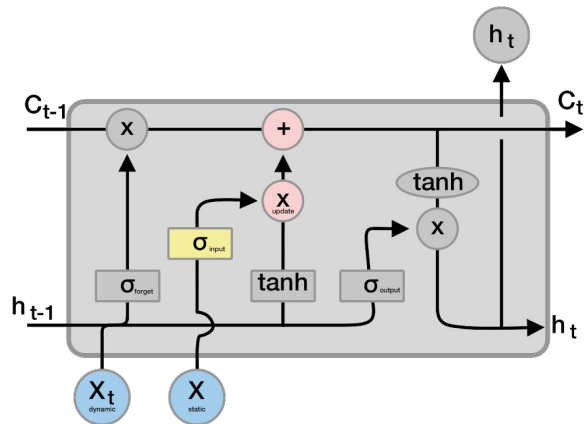 h t
C t-1
C t
x
+
tanh
x
update
x
σ input
σ forget
tanh
σ output
h t-1
h t
X t
dynamic
X
static